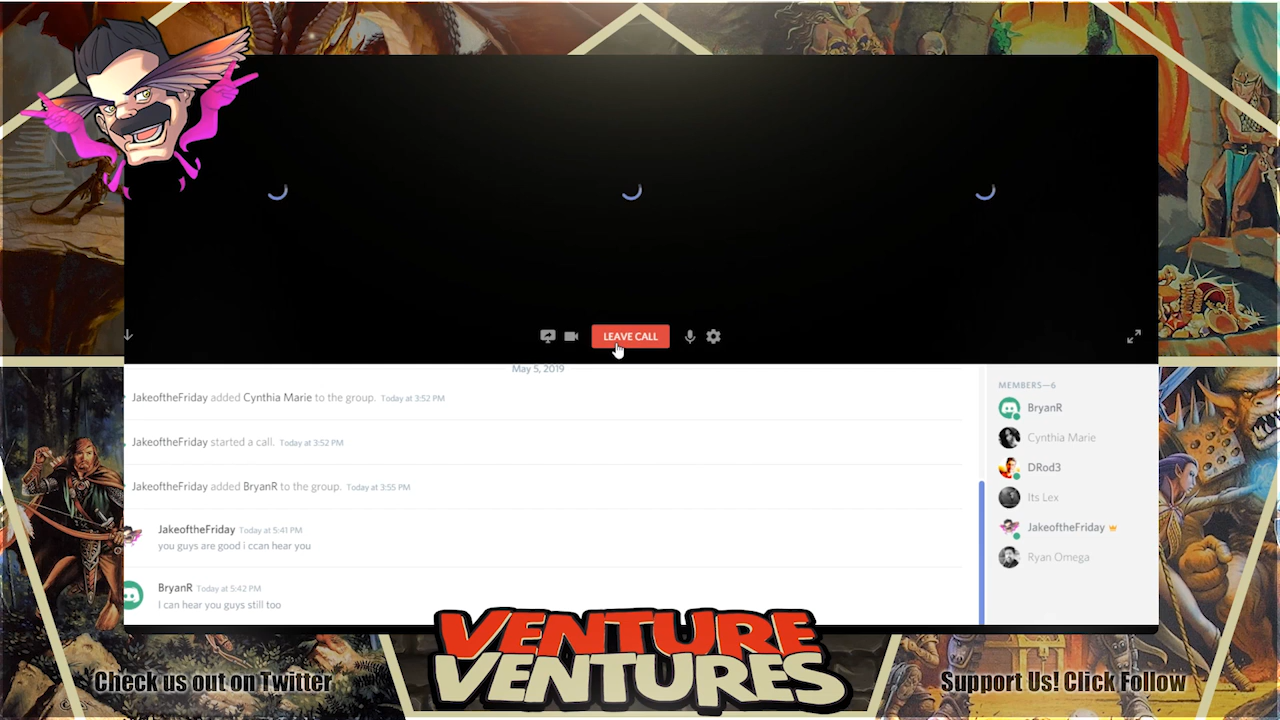 LEAVE CALL
May 5, 2019
JakeoftheFriday added Cynthia Marie to the group. Today at 3:52 PM
JakeoftheFriday started a call. Today at 3:52 PM
JakeoftheFriday added BryanR to the group. Today at 3:55 PM
JakeoftheFriday Today at 5:41 PM
you guys are good i ccan hear you
BryanR Today at 5:42 PM
I can hear you guys still too
MEMBERS—6
BryanR
Cynthia Marie
DRod3
Its Lex
JakeoftheFriday
Ryan Omega
VENTURE
VENTURES
Check us out on Twitter
Support Us! Click Follow